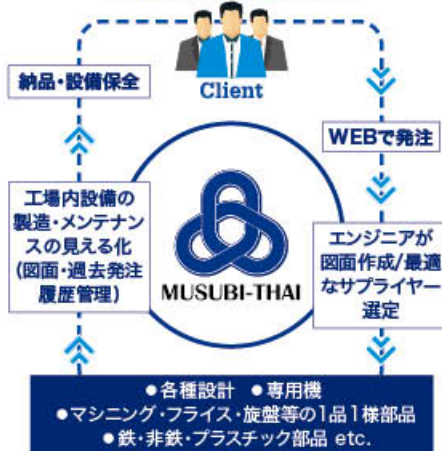 Client
納品・設備保全
WEBで発注
工場内設備の
製造・メンテナン
スの見える化
(図面・過去発注
履歴管理)
MUSUBI-THAI
エンジニアが
図面作成/最適
なサプライヤー
選定
●各種設計 ●専用機
●マシニング・フライス・旋盤等の1品1様部品
●鉄・非鉄・プラスチック部品 etc.